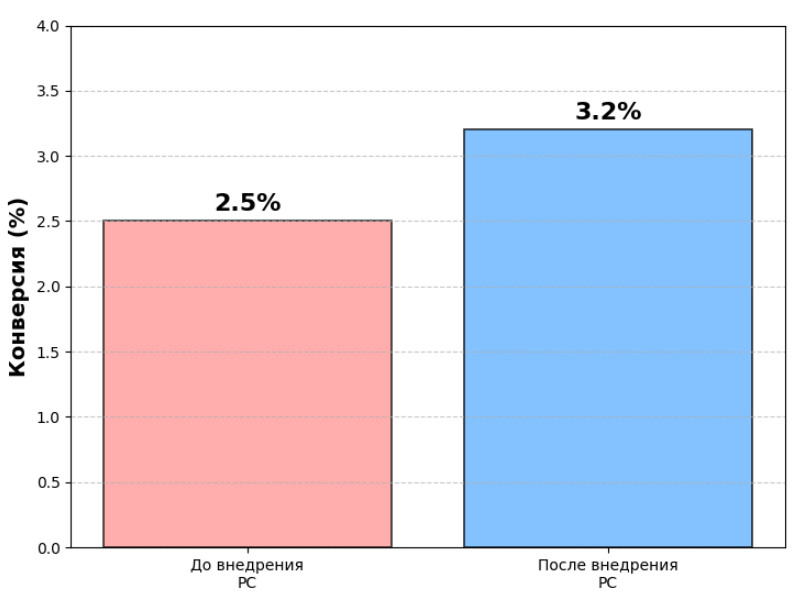 Конверсия (%)
4.0
3.5
3.0
2.5
2.0
1.5
1.0
0.5
0.0
2.5%
3.2%
До внедрения
РС
После внедрения
РС